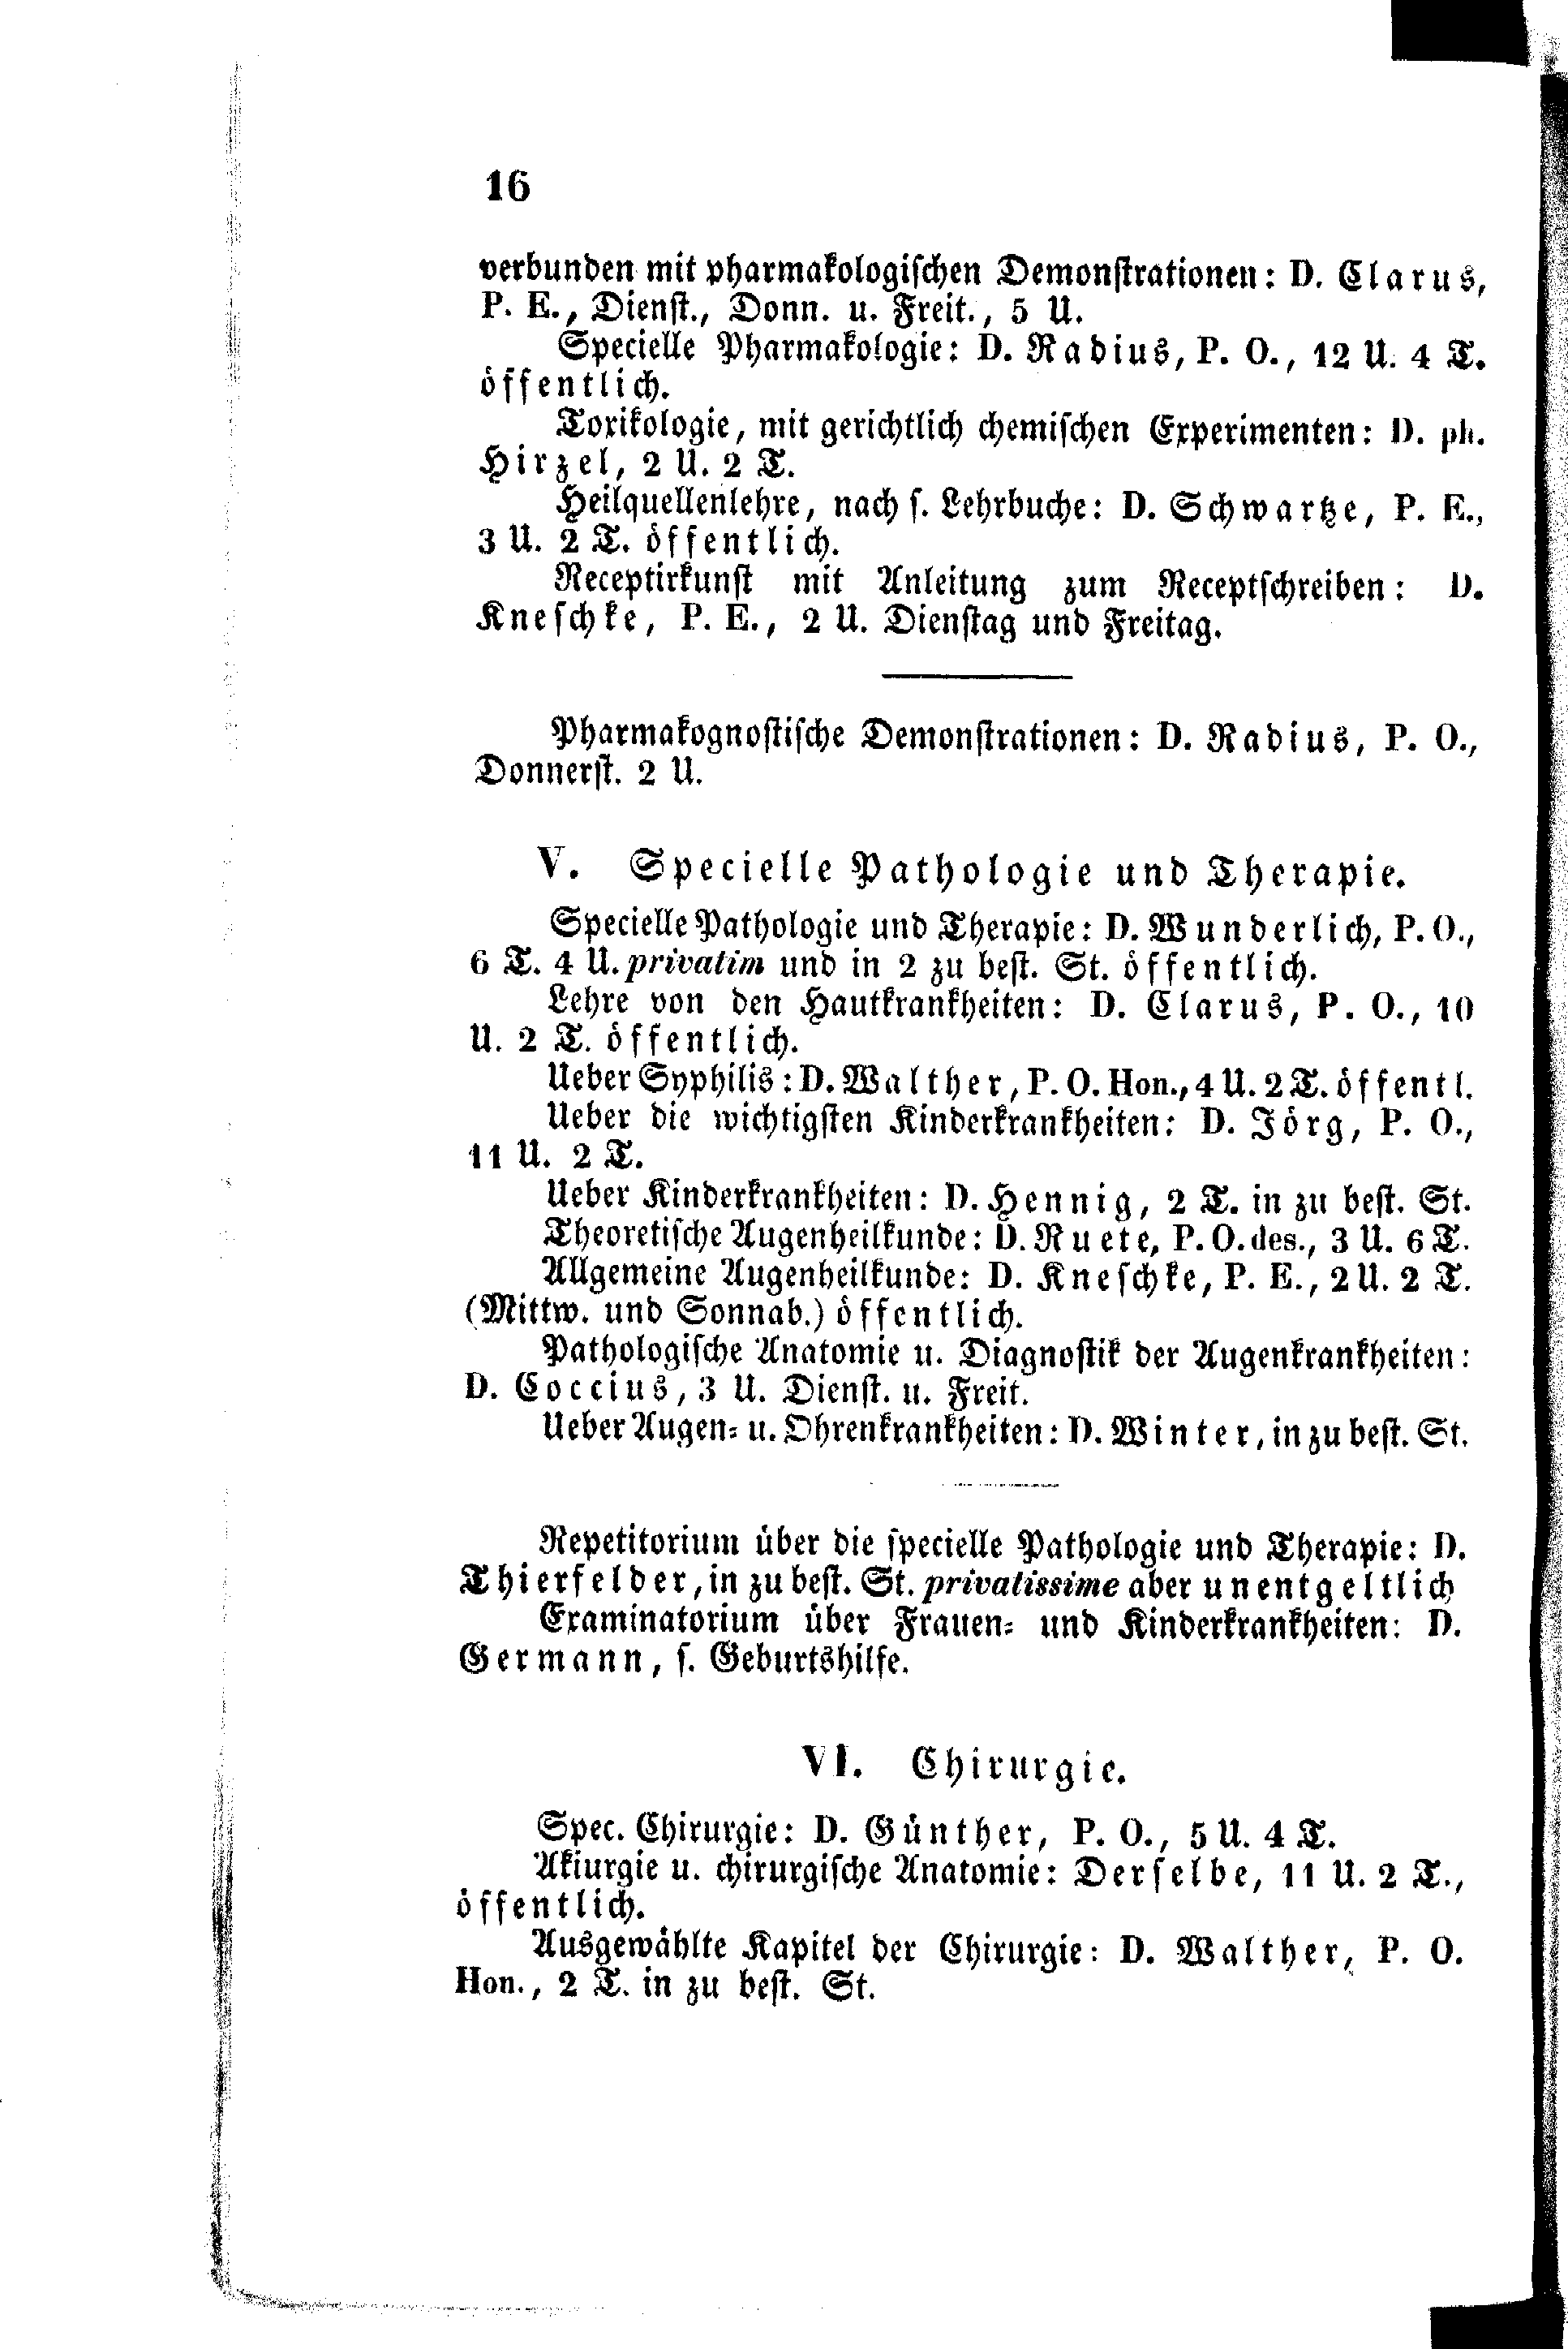 16
verbunden mit pharmakologischen Demonstrationen: D. Clarus,
P. E., Dienst., Donn. u. Freit., 5 U.
Specielle Pharmakologie: D. Radius, P. O., 12 U. 4 T.
öffentlich.
Toxikologie, mit gerichtlich chemischen Experimenten: D. ph.
Hirzel, 2 U. 2 T.
Heilquellenlehre, nach s. Lehrbuche: D. Schwartze, P. E.,
3 U. 2 T. öffentlich.
Receptirkunst mit Anleitung zum Receptschreiben: D.
Kneschke, P. E., 2 U. Dienstag und Freitag.
Pharmakognostische Demonstrationen: D. Radius, P. O.,
Donnerst. 2 U.
V. Specielle Pathologie und Therapie.
Specielle Pathologie und Therapie: D. Wunderlich, P. O.,
6 T. 4 U. privatim und in 2 zu best. St. öffentlich.
Lehre von den Hautkrankheiten: D. Clarus, P. O., 10
U. 2 T. öffentlich.
Ueber Syphilis: D. Walther, P. O. Hon., 4 U. 2 T. öffentl.
Ueber die wichtigsten Kinderkrankheiten: D. Jörg, P. O.,
11 U. 2 T.
Ueber Kinderkrankheiten: D. Hennig, 2 T. in zu best. St.
Theoretische Augenheilkunde: D. Ruete, P. O. des., 3 U. 6 T.
Allgemeine Augenheilkunde: D. Kneschke, P. E., 2 U. 2 T.
(Mittw. und Sonnab.) öffentlich.
Pathologische Anatomie u. Diagnostik der Augenkrankheiten:
D. Coccius, 3 U. Dienst. u. Freit.
Ueber Augen- u. Ohrenkrankheiten: D. Winter, in zu best. St.
Repetitorium über die specielle Pathologie und Therapie: D.
Thierfelder, in zu best. St. privatissime aber unentgeltlich
Examinatorium über Frauen- und Kinderkrankheiten: D.
Germann, s. Geburtshilfe.
VI. Chirurgie.
Spec. Chirurgie: D. Günther, P. O., 5 U. 4 T.
Akiurgie u. chirurgische Anatomie: Derselbe, 11 U. 2 T.,
öffentlich.
Ausgewählte Kapitel der Chirurgie: D. Walther, P. O.
Hon., 2 T. in zu best. St.